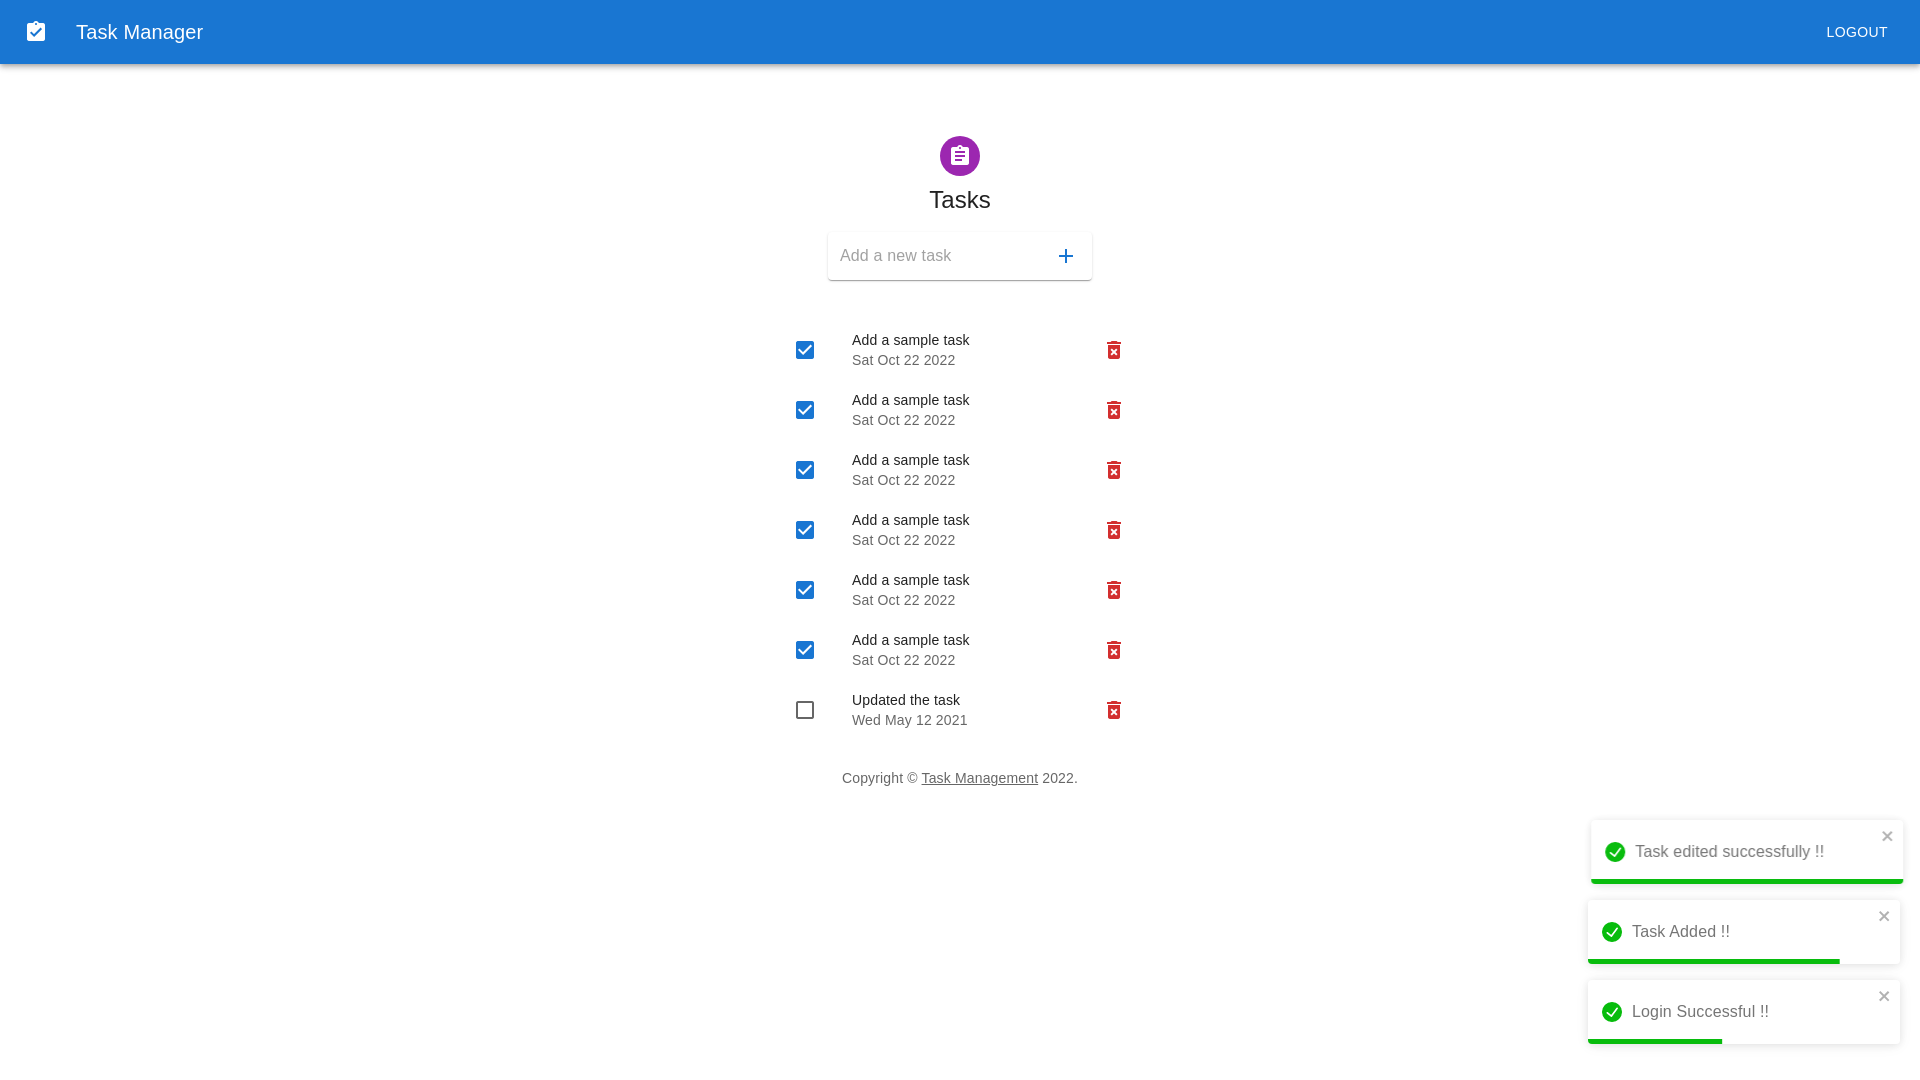 Task Manager
LOGOUT
Tasks
Add a new task
Add a sample task
Sat Oct 22 2022
Add a sample task
Sat Oct 22 2022
Add a sample task
Sat Oct 22 2022
Add a sample task
Sat Oct 22 2022
Add a sample task
Sat Oct 22 2022
Add a sample task
Sat Oct 22 2022
Updated the task
Wed May 12 2021
Copyright © Task Management 2022.
Task edited successfully !!
Task Added !!
Login Successful !!